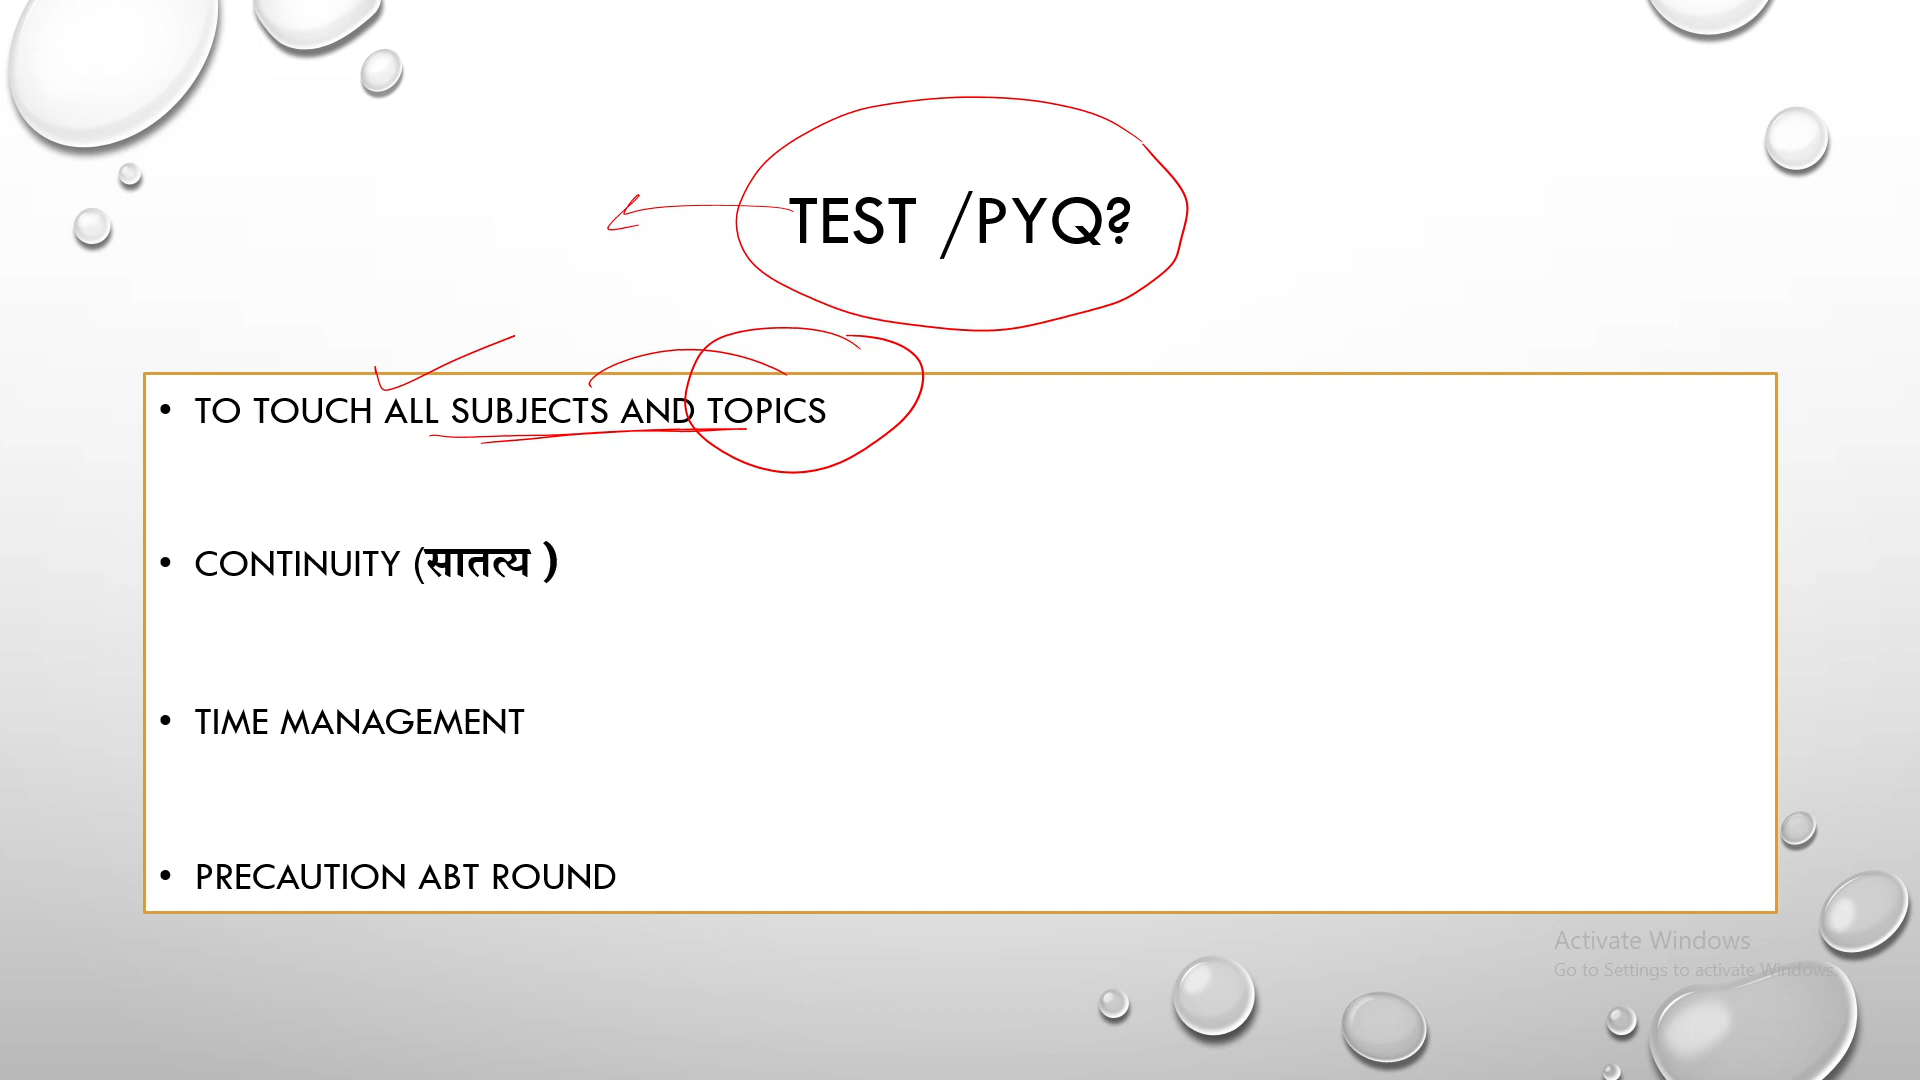 TEST /PYQ?
• TO TOUCH ALL SUBJECTS AND TOPICS
• CONTINUITY (सातत्य )
• TIME MANAGEMENT
• PRECAUTION ABT ROUND
Activate Windows
Go to Settings to activate Windows.